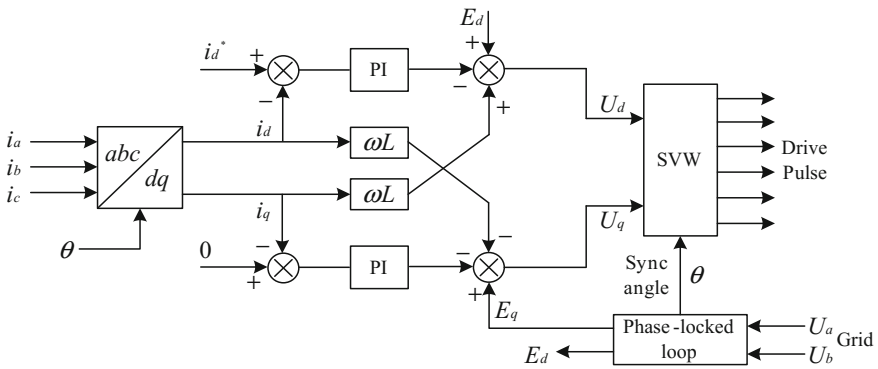 E_d
i_d^* + PI + −
− +
i_d
U_d
i_a
i_b
i_c
abc
dq
ωL
ωL
SVW
Drive
Pulse
i_q
U_q
θ
0
− + PI − − +
Sync
angle
θ
E_q
E_d
Phase-locked
loop
U_a
U_b
Grid